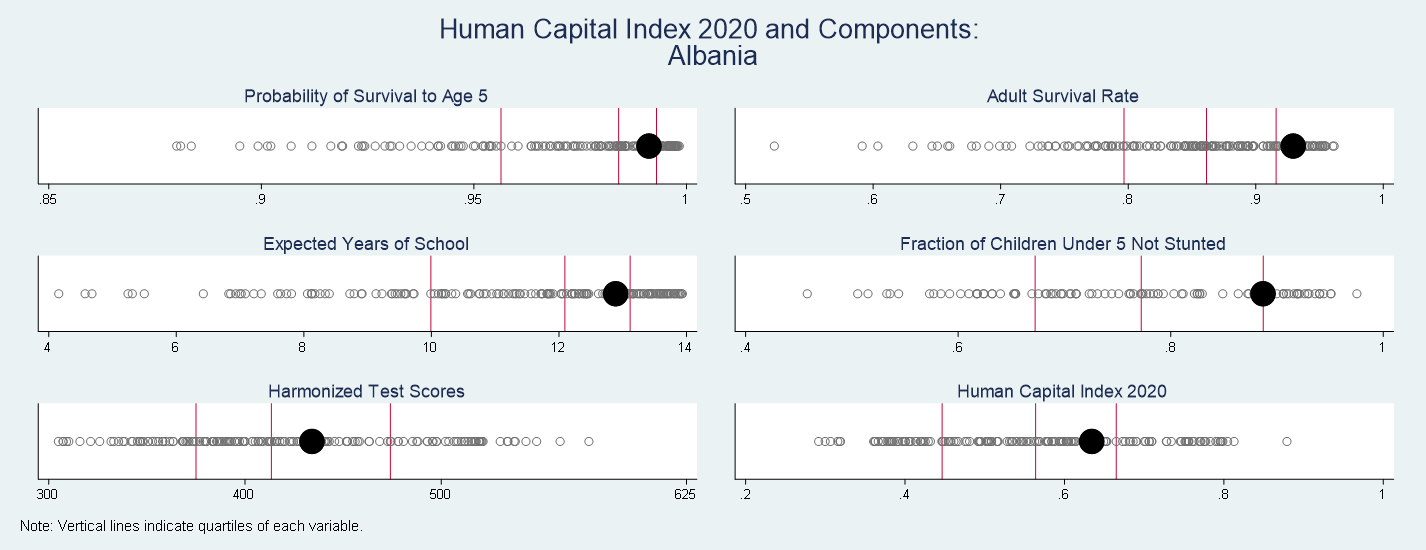 Human Capital Index 2020 and Components:
Albania
Probability of Survival to Age 5
.85 .9 .95 1
Adult Survival Rate
.5 .6 .7 .8 .9 1
Expected Years of School
4 6 8 10 12 14
Fraction of Children Under 5 Not Stunted
.4 .6 .8 1
Harmonized Test Scores
300 400 500 625
Human Capital Index 2020
.2 .4 .6 .8 1
Note: Vertical lines indicate quartiles of each variable.